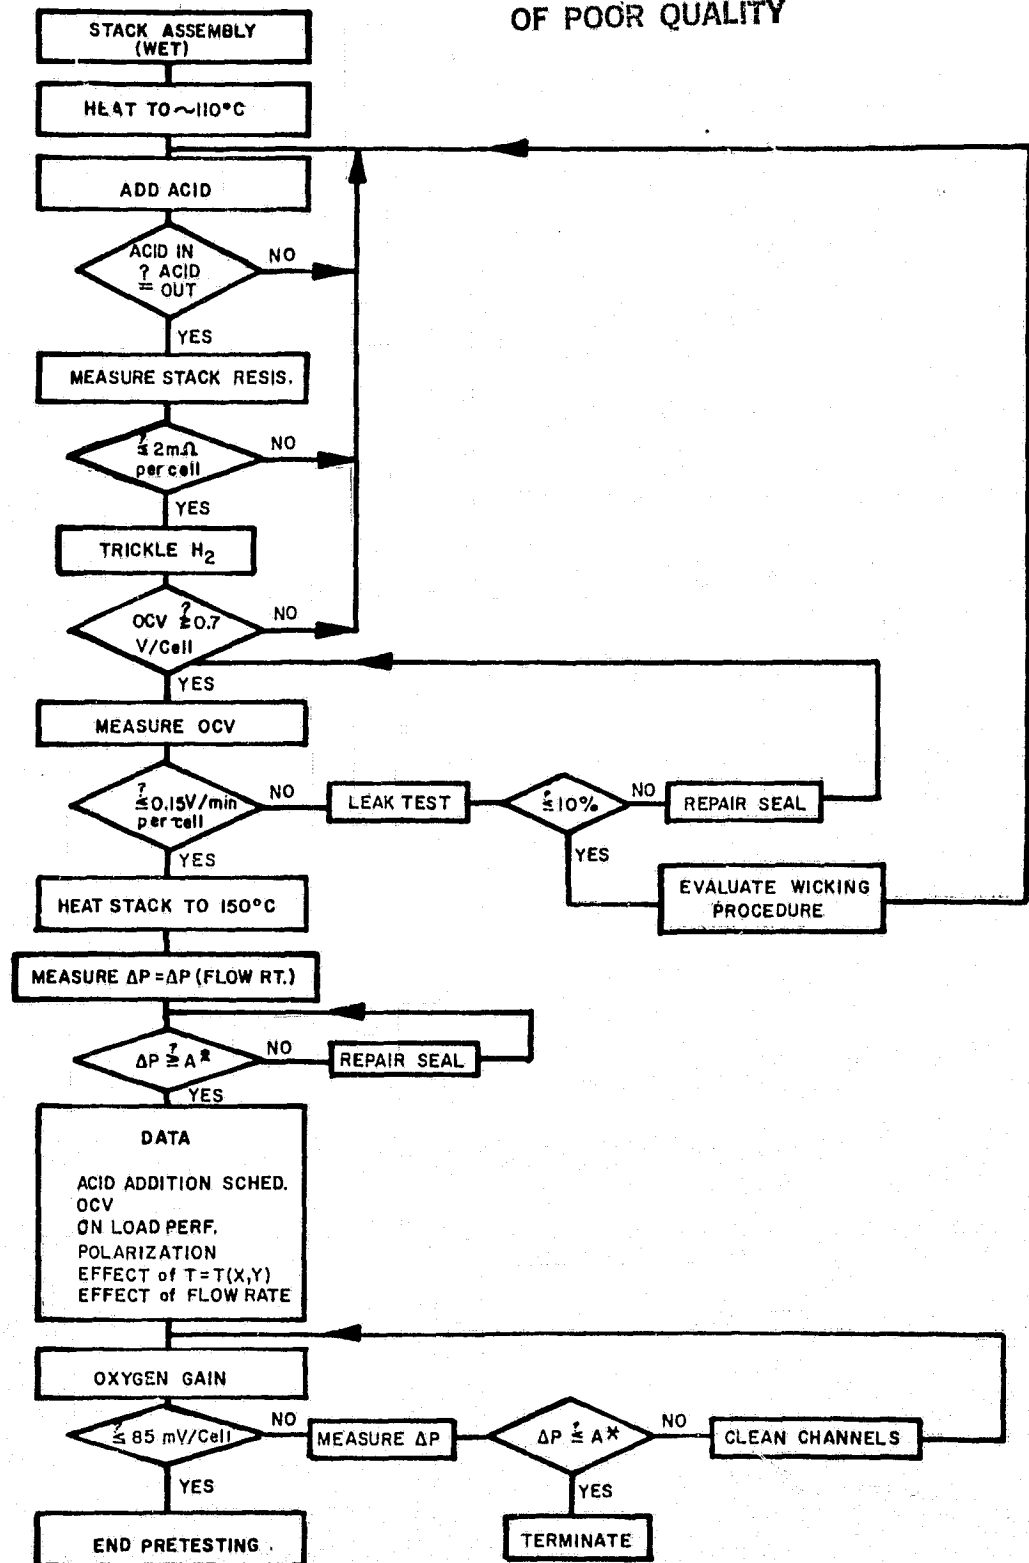 OF POOR QUALITY
STACK ASSEMBLY
(WET)
HEAT TO ~110°C
ADD ACID
ACID IN
? ACID
= OUT
NO
YES
MEASURE STACK RESIS.
?
≤ 2mΩ
per cell
NO
YES
TRICKLE H₂
?
OCV ≥ 0.7
V/Cell
NO
YES
MEASURE OCV
?
≤ 0.15V/min
per cell
NO
LEAK TEST
?
≤ 10%
NO
REPAIR SEAL
YES
YES
EVALUATE WICKING
PROCEDURE
HEAT STACK TO 150°C
MEASURE ΔP = ΔP (FLOW RT.)
?
ΔP ≥ A*
NO
REPAIR SEAL
YES
DATA
ACID ADDITION SCHED.
OCV
ON LOAD PERF.
POLARIZATION
EFFECT of T = T(X,Y)
EFFECT of FLOW RATE
OXYGEN GAIN
?
≤ 85 mV/Cell
NO
MEASURE ΔP
?
ΔP ≤ A*
NO
CLEAN CHANNELS
YES
YES
END PRETESTING.
TERMINATE